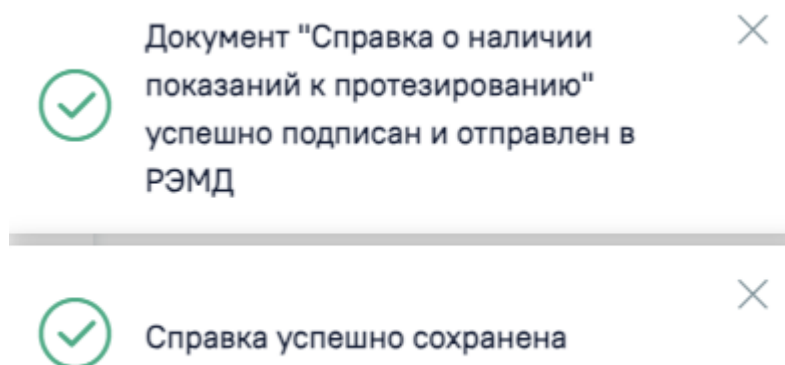 Документ "Справка о наличии
показаний к протезированию"
успешно подписан и отправлен в
РЭМД
Справка успешно сохранена